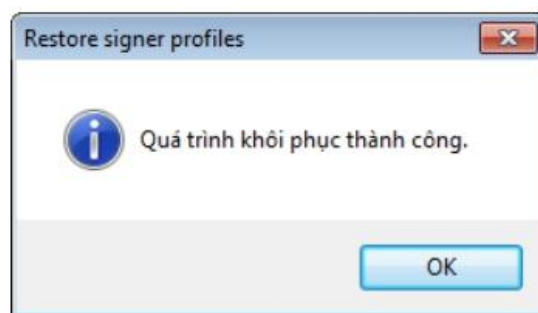 Restore signer profiles
Quá trình khôi phục thành công.
OK